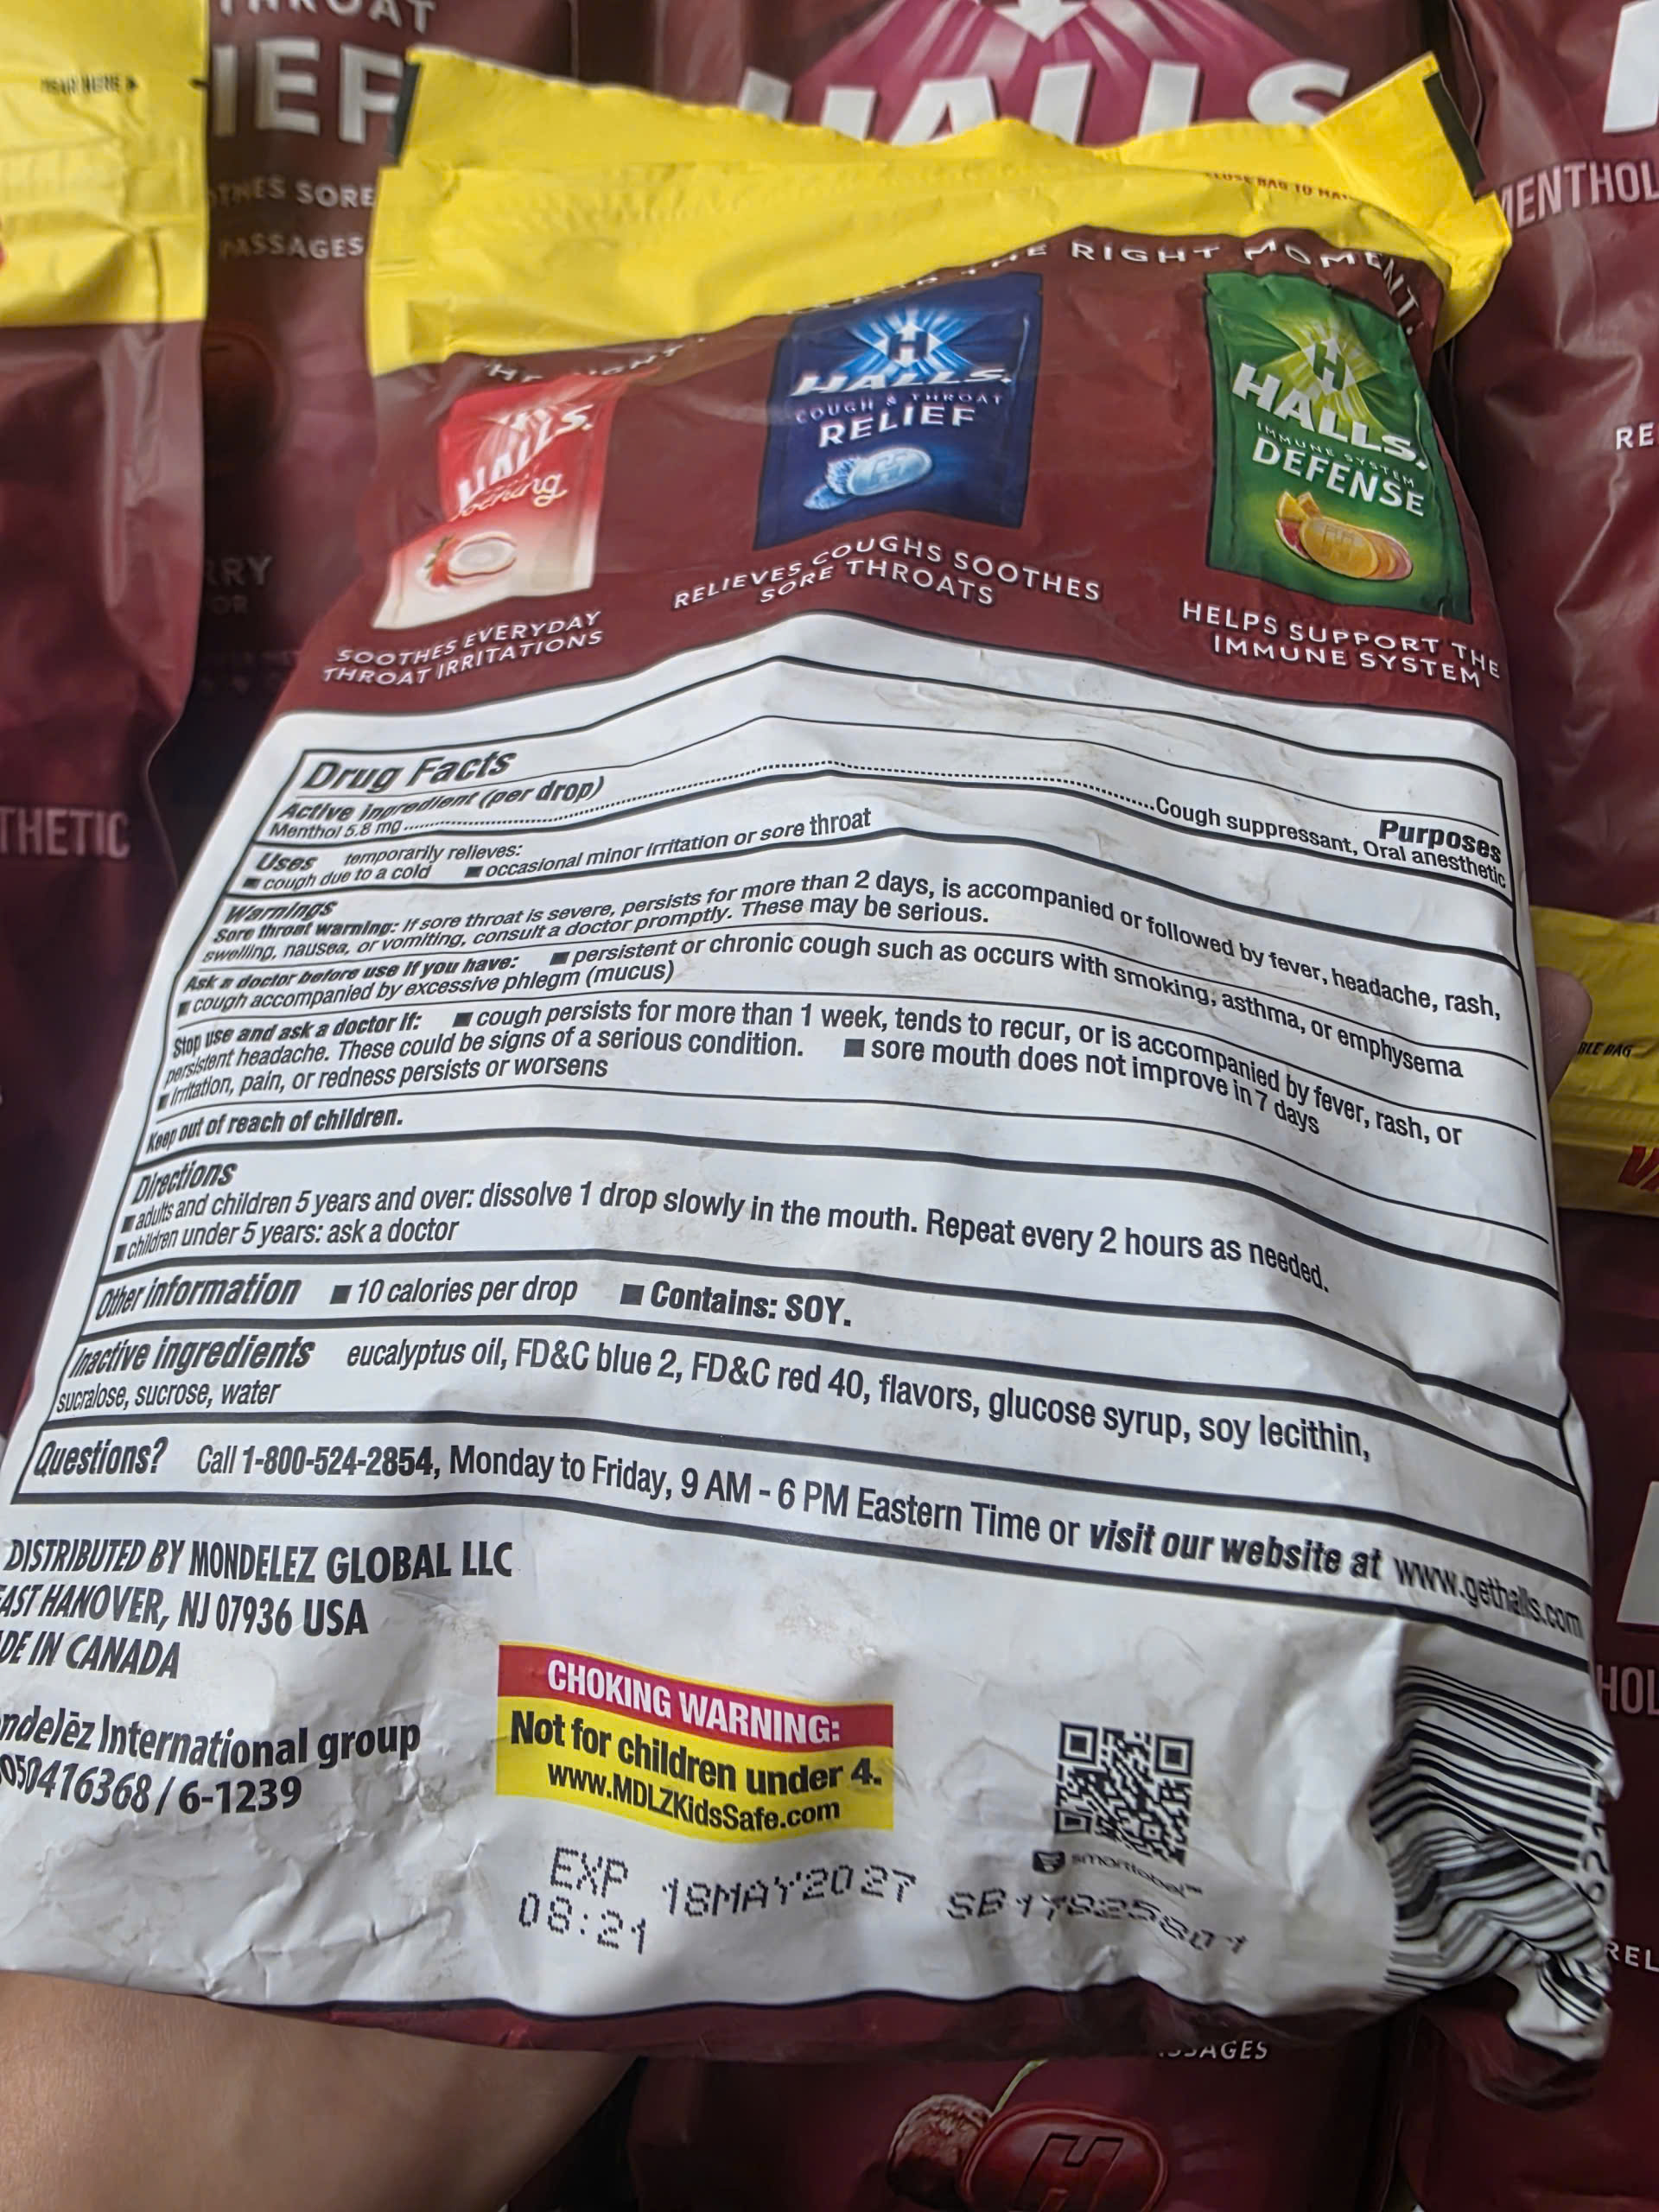 THROAT
IEF
TEAR HERE
SORE
PASSAGES
HALLS
MENTHOL
RE
THETIC
RIGHT MOMENT.
HALLS.
HALLS.
COUGH & THROAT
RELIEF
HALLS.
IMMUNE SYSTEM
DEFENSE
SOOTHES EVERYDAY
THROAT IRRITATIONS
RELIEVES COUGHS SOOTHES
SORE THROATS
HELPS SUPPORT THE
IMMUNE SYSTEM
Drug Facts
Active ingredient (per drop) Purposes
Menthol 5.8 mg ........ Cough suppressant, Oral anesthetic
Uses temporarily relieves:
■ cough due to a cold ■ occasional minor irritation or sore throat
Warnings
Sore throat warning: If sore throat is severe, persists for more than 2 days, is accompanied or followed by fever, headache, rash,
swelling, nausea, or vomiting, consult a doctor promptly. These may be serious.
Ask a doctor before use if you have: ■ persistent or chronic cough such as occurs with smoking, asthma, or emphysema
■ cough accompanied by excessive phlegm (mucus)
Stop use and ask a doctor if: ■ cough persists for more than 1 week, tends to recur, or is accompanied by fever, rash, or
persistent headache. These could be signs of a serious condition. ■ sore mouth does not improve in 7 days
■ irritation, pain, or redness persists or worsens
Keep out of reach of children.
Directions
■ adults and children 5 years and over: dissolve 1 drop slowly in the mouth. Repeat every 2 hours as needed.
■ children under 5 years: ask a doctor
Other information ■ 10 calories per drop ■ Contains: SOY.
Inactive ingredients eucalyptus oil, FD&C blue 2, FD&C red 40, flavors, glucose syrup, soy lecithin,
sucralose, sucrose, water
Questions? Call 1-800-524-2854, Monday to Friday, 9 AM - 6 PM Eastern Time or visit our website at www.gethalls.com
DISTRIBUTED BY MONDELEZ GLOBAL LLC
EAST HANOVER, NJ 07936 USA
DE IN CANADA
ndelēz International group
050416368 / 6-1239
CHOKING WARNING:
Not for children under 4.
www.MDLZKidsSafe.com
smartlabel™
EXP 18MAY2027
08:21
HOL
REL
SSAGES